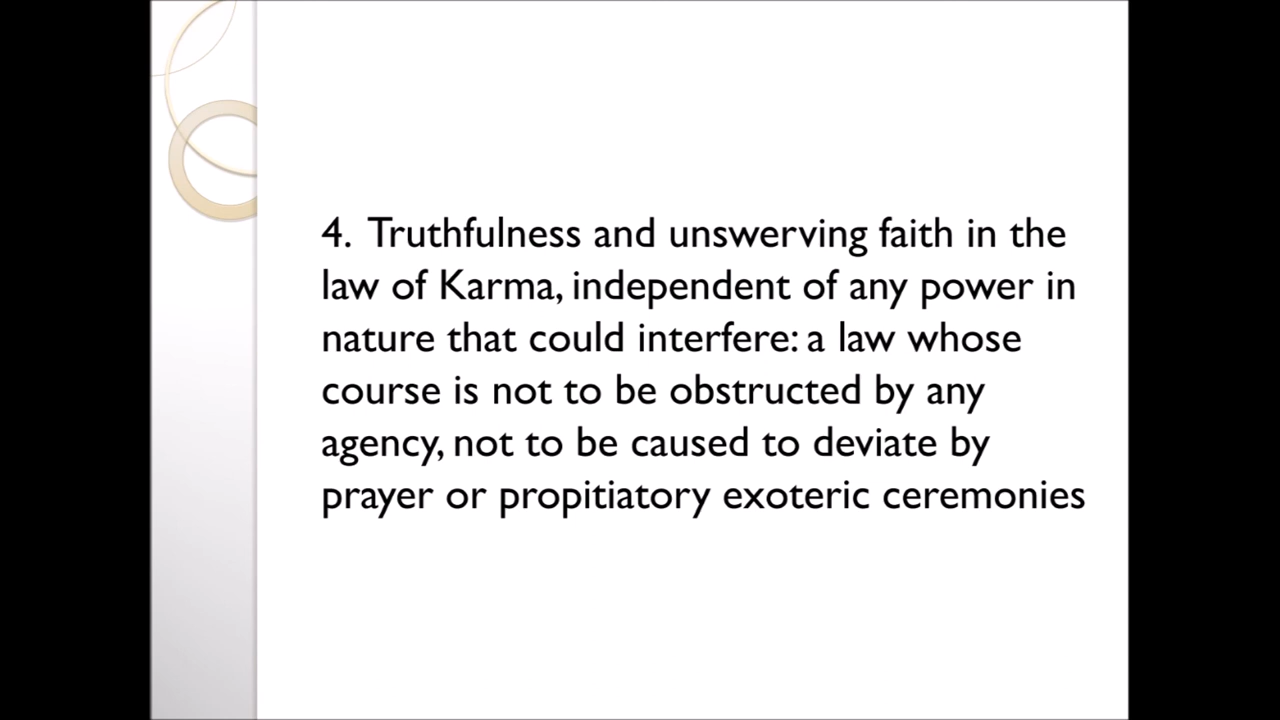 4. Truthfulness and unswerving faith in the
law of Karma, independent of any power in
nature that could interfere: a law whose
course is not to be obstructed by any
agency, not to be caused to deviate by
prayer or propitiatory exoteric ceremonies